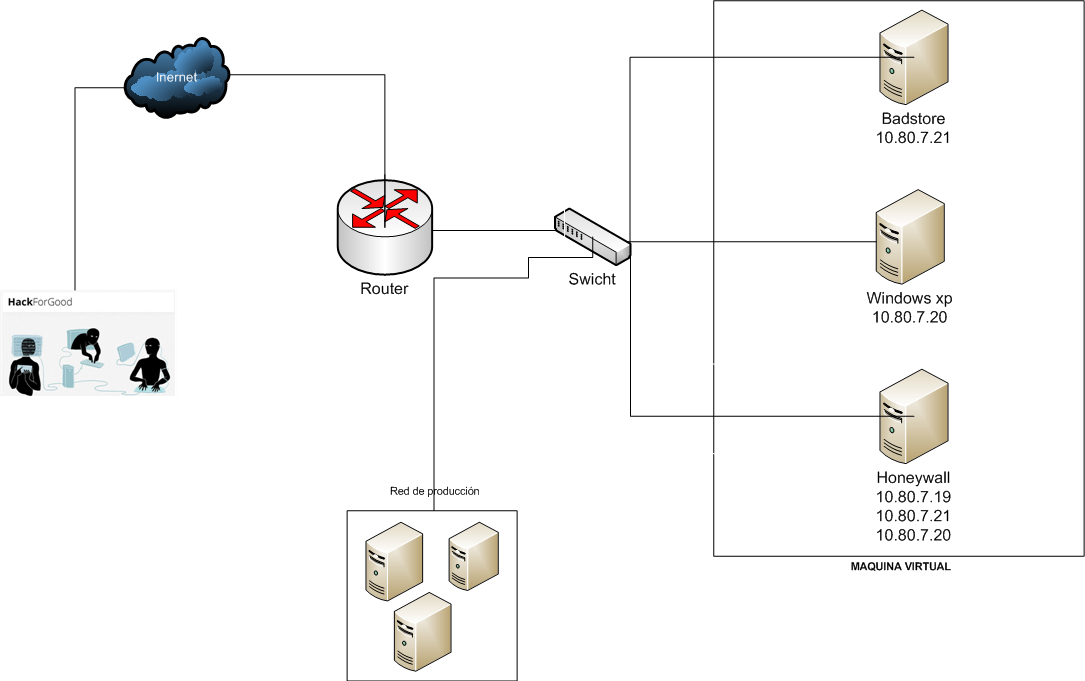 Inernet
Badstore
10.80.7.21
Windows xp
10.80.7.20
Router
Swicht
HackForGood
Honeywall
10.80.7.19
10.80.7.21
10.80.7.20
Red de producción
MAQUINA VIRTUAL